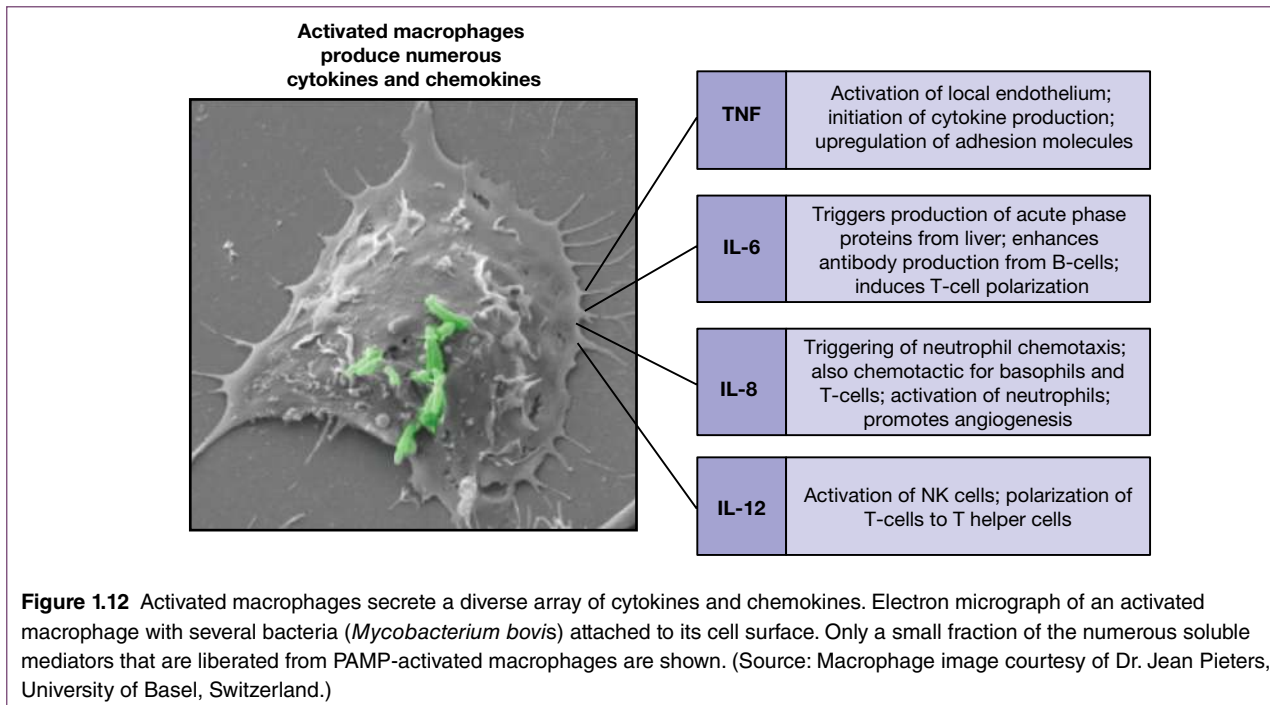 Activated macrophages
produce numerous
cytokines and chemokines
TNF
Activation of local endothelium;
initiation of cytokine production;
upregulation of adhesion molecules
IL-6
Triggers production of acute phase
proteins from liver; enhances
antibody production from B-cells;
induces T-cell polarization
IL-8
Triggering of neutrophil chemotaxis;
also chemotactic for basophils and
T-cells; activation of neutrophils;
promotes angiogenesis
IL-12
Activation of NK cells; polarization of
T-cells to T helper cells
Figure 1.12 Activated macrophages secrete a diverse array of cytokines and chemokines. Electron micrograph of an activated
macrophage with several bacteria (Mycobacterium bovis) attached to its cell surface. Only a small fraction of the numerous soluble
mediators that are liberated from PAMP-activated macrophages are shown. (Source: Macrophage image courtesy of Dr. Jean Pieters,
University of Basel, Switzerland.)